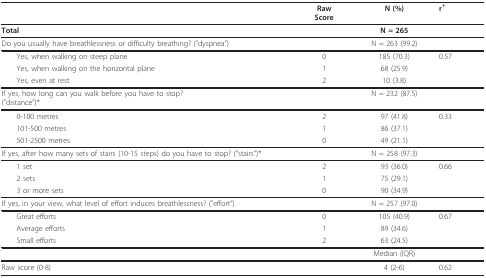 Raw Score N (%) r*
Total N = 265
Do you usually have breathlessness or difficulty breathing? ("dyspnea") N = 263 (99.2)
Yes, when walking on steep plane 0 185 (70.3) 0.57
Yes, when walking on the horizontal plane 1 68 (25.9)
Yes, even at rest 2 10 (3.8)
If yes, how long can you walk before you have to stop? N = 232 (87.5)
("distance")*
0-100 metres 2 97 (41.8) 0.33
101-500 metres 1 86 (37.1)
501-2500 metres 0 49 (21.1)
If yes, after how many sets of stairs (10-15 steps) do you have to stop? ("stairs")* N = 258 (97.3)
1 set 2 93 (36.0) 0.66
2 sets 1 75 (29.1)
3 or more sets 0 90 (34.9)
If yes, in your view, what level of effort induces breathlessness? ("effort") N = 257 (97.0)
Great efforts 0 105 (40.9) 0.67
Average efforts 1 89 (34.6)
Small efforts 2 63 (24.5)
Median (IQR)
Raw score (0-8) 4 (2-6) 0.62